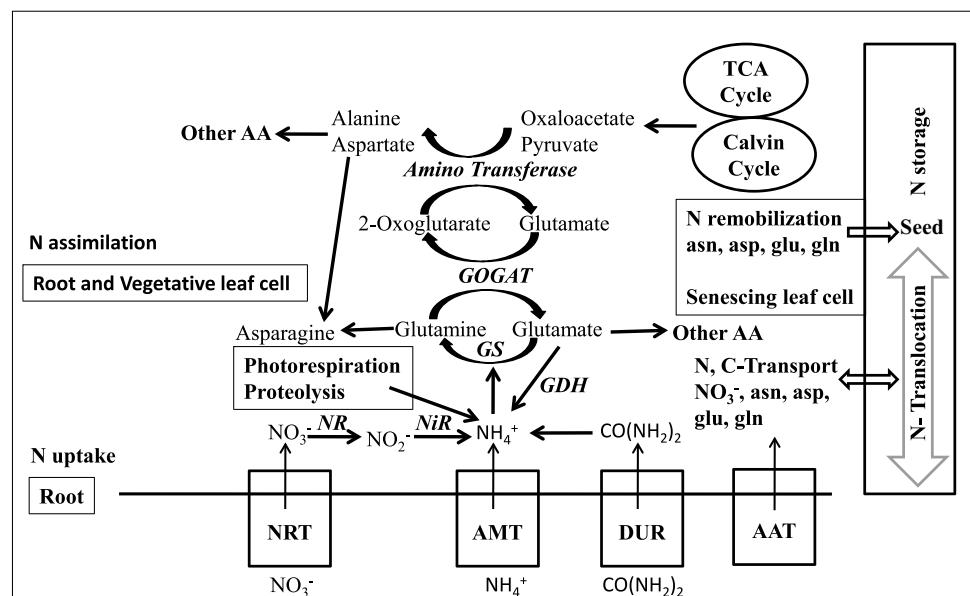 TCA
Cycle
Calvin
Cycle
Oxaloacetate
Pyruvate
Alanine
Aspartate
Other AA
Amino Transferase
2-Oxoglutarate
Glutamate
GOGAT
N assimilation
Root and Vegetative leaf cell
Asparagine
Glutamine
Glutamate
GS
Other AA
Photorespiration
Proteolysis
GDH
NO₃⁻
NR
NO₂⁻
NiR
NH₄⁺
CO(NH₂)₂
N remobilization
asn, asp, glu, gln
Senescing leaf cell
N, C-Transport
NO₃⁻, asn, asp,
glu, gln
N storage
Seed
N- Translocation
N uptake
Root
NRT
AMT
DUR
AAT
NO₃⁻
NH₄⁺
CO(NH₂)₂